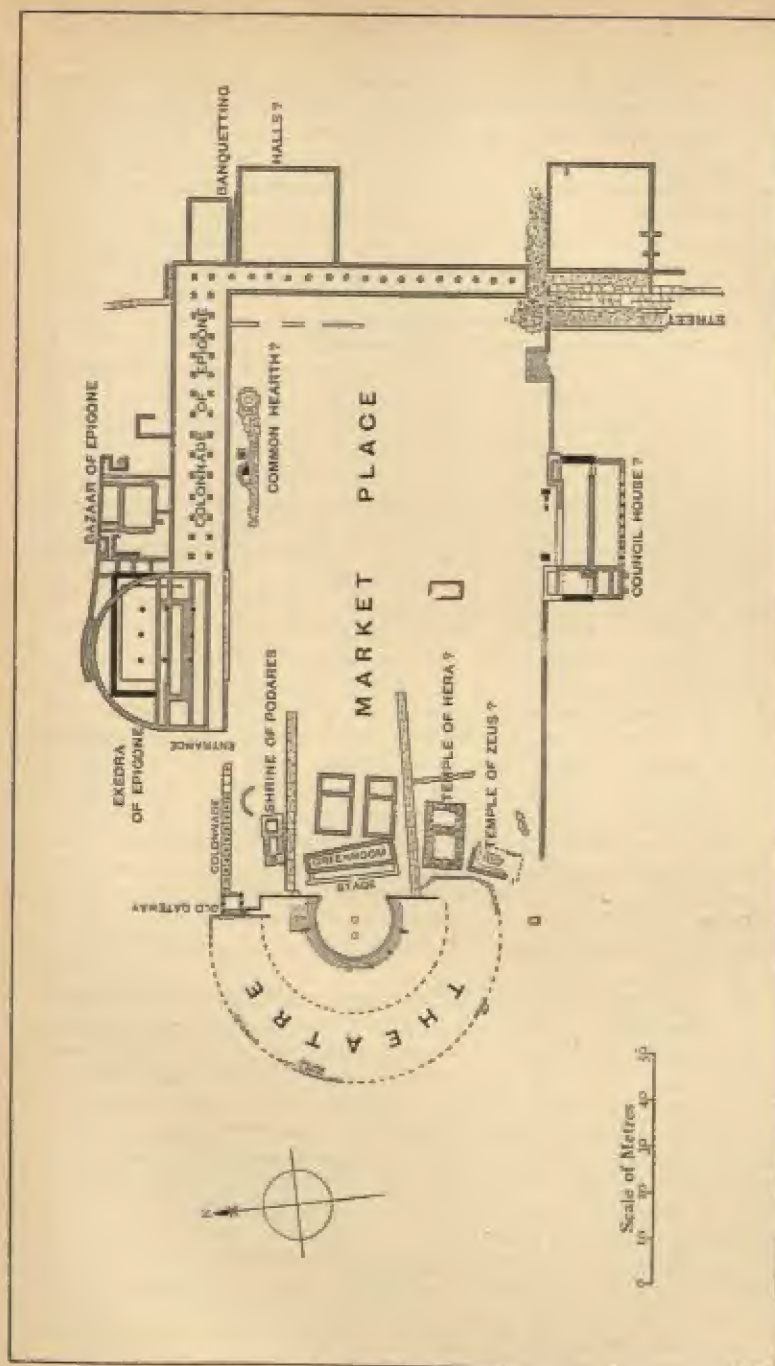 BANQUETTING
HALLS?
COLONNADE OF EPIGONE
BAZAAR OF EPIGONE
COMMON HEARTH?
STREET
MARKET PLACE
COUNCIL HOUSE?
EXEDRA
OF EPIGONE
ENTRANCE
SHRINE OF PODARES
COLONNADE
TEMPLE OF HERA?
TEMPLE OF ZEUS?
GREENROOM
STAGE
OLD GATEWAY
THEATRE
N
Scale of Metres
0 10 20 30 40 50